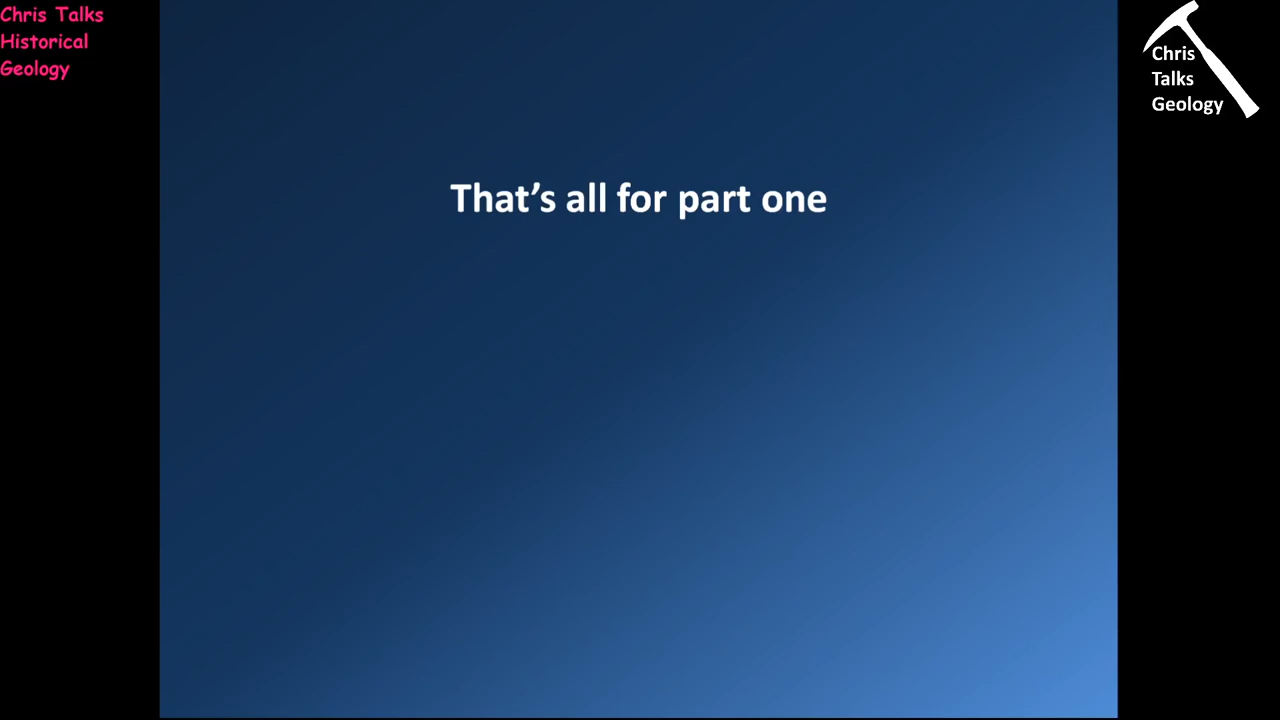 Chris Talks
Historical
Geology
Chris
Talks
Geology
That’s all for part one